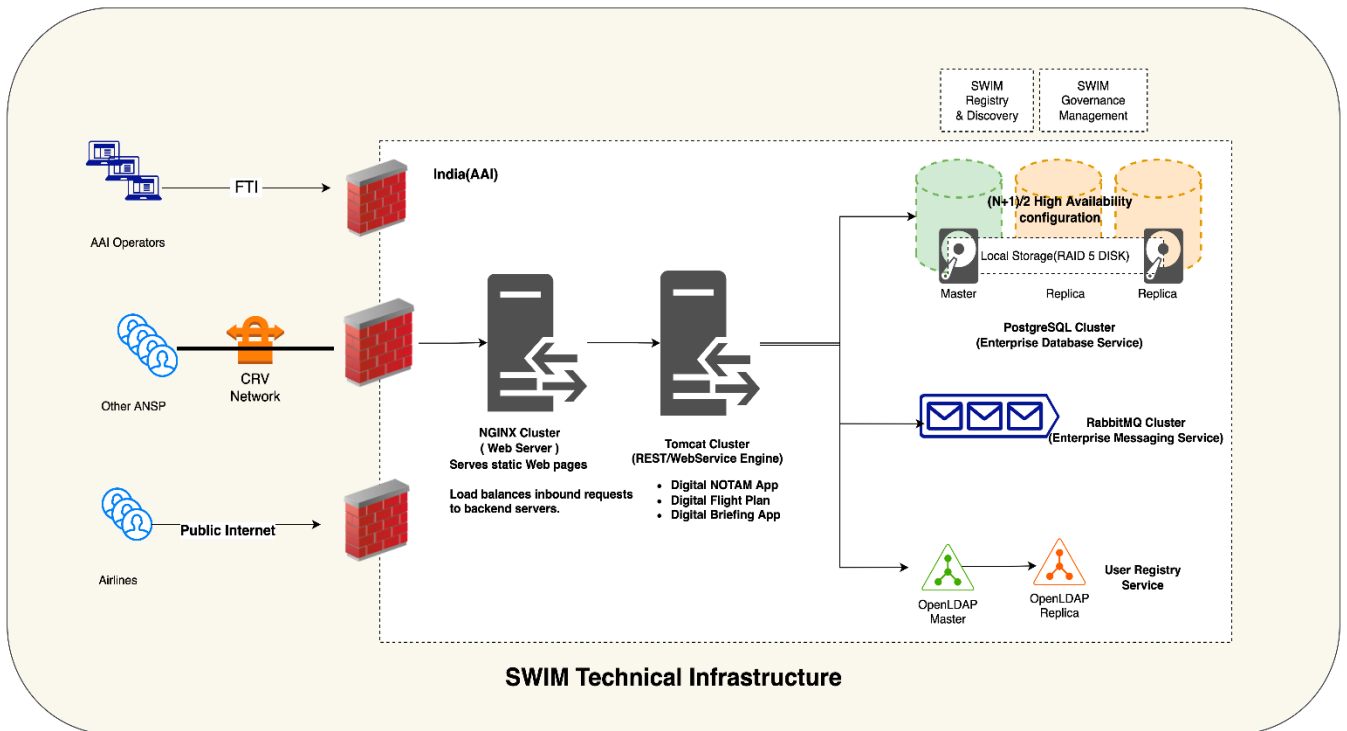 SWIM
Registry
& Discovery
SWIM
Governance
Management
India(AAI)
FTI
AAI Operators
(N+1)/2 High Availability
configuration
Local Storage(RAID 5 DISK)
Master
Replica
Replica
PostgreSQL Cluster
(Enterprise Database Service)
CRV
Network
Other ANSP
NGINX Cluster
( Web Server )
Serves static Web pages
Load balances inbound requests
to backend servers.
Tomcat Cluster
(REST/WebService Engine)
• Digital NOTAM App
• Digital Flight Plan
• Digital Briefing App
RabbitMQ Cluster
(Enterprise Messaging Service)
Public Internet
Airlines
OpenLDAP
Master
OpenLDAP
Replica
User Registry
Service
SWIM Technical Infrastructure